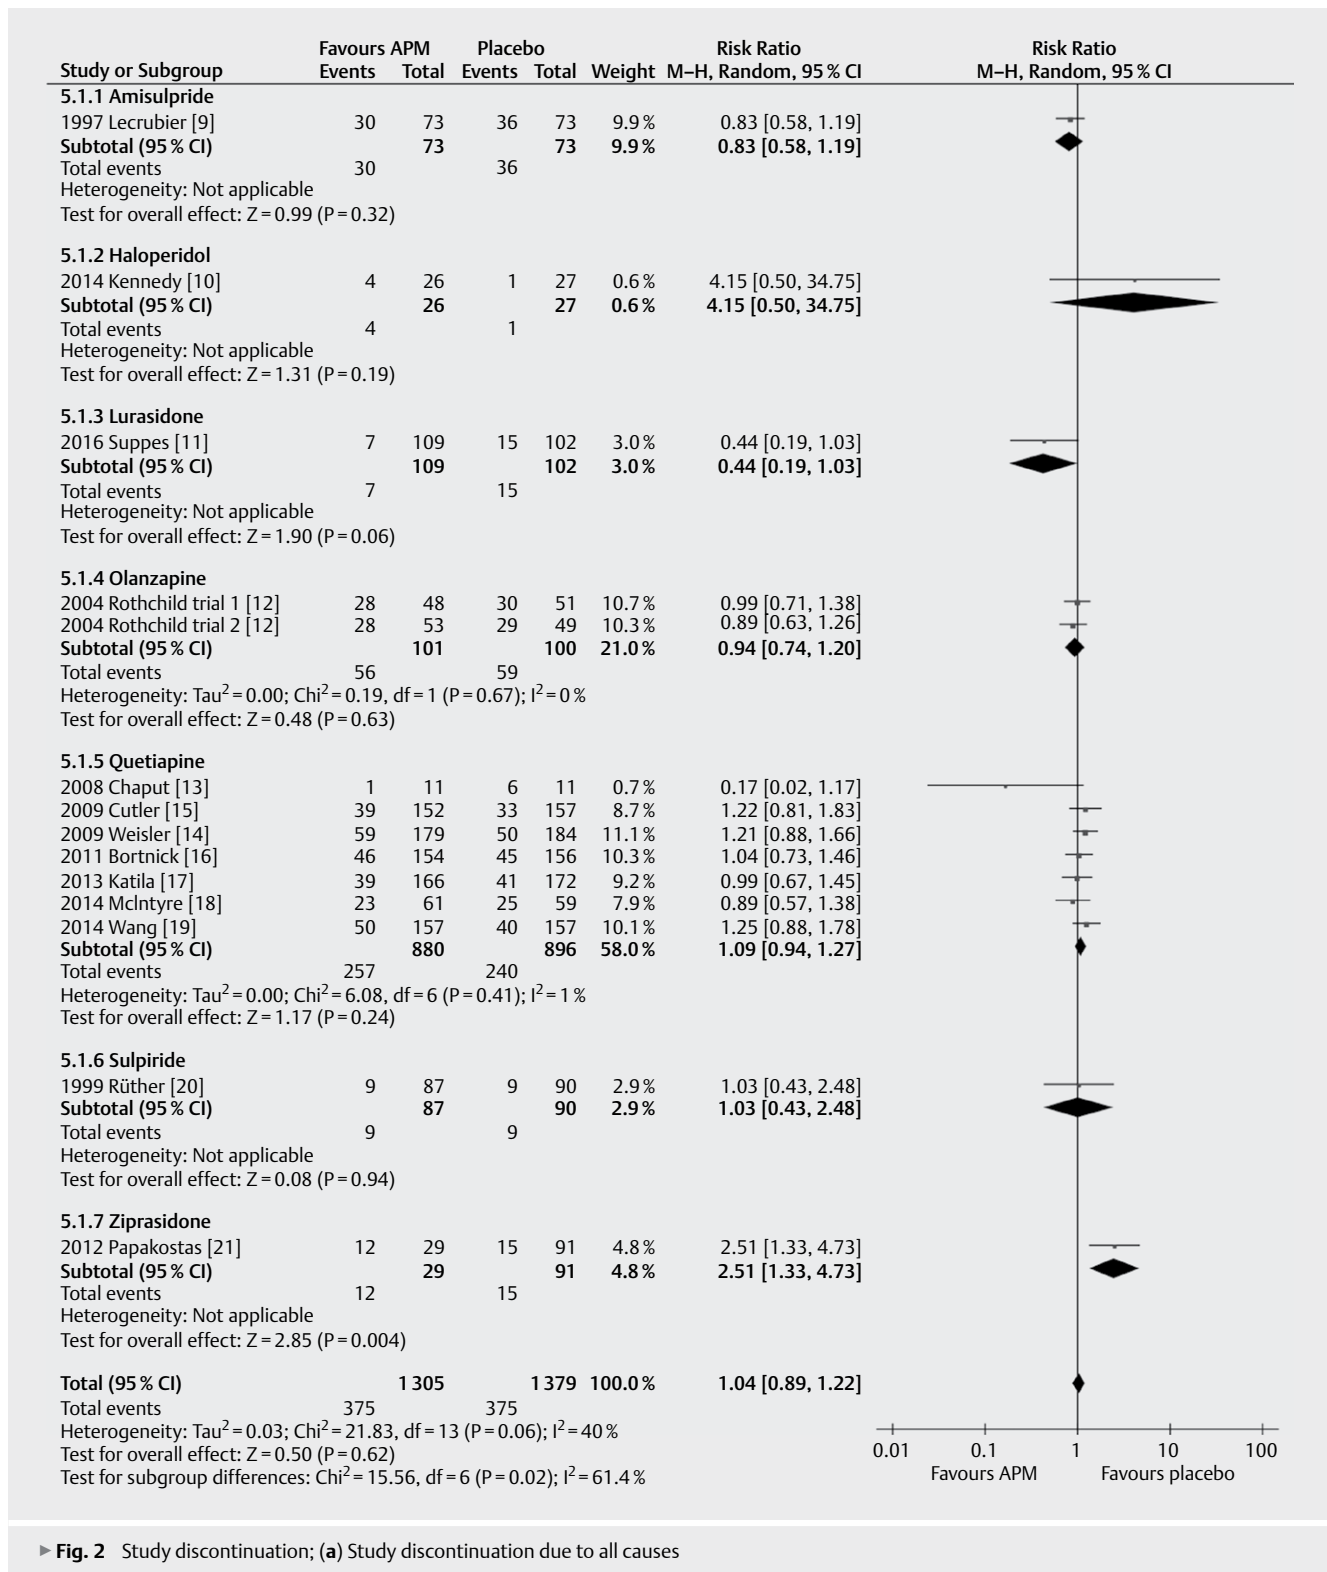 Favours APM Placebo Risk Ratio Risk Ratio
Study or Subgroup Events Total Events Total Weight M–H, Random, 95 % CI M–H, Random, 95 % CI
5.1.1 Amisulpride
1997 Lecrubier [9] 30 73 36 73 9.9 % 0.83 [0.58, 1.19]
Subtotal (95 % CI) 73 73 9.9 % 0.83 [0.58, 1.19]
Total events 30 36
Heterogeneity: Not applicable
Test for overall effect: Z = 0.99 (P = 0.32)
5.1.2 Haloperidol
2014 Kennedy [10] 4 26 1 27 0.6 % 4.15 [0.50, 34.75]
Subtotal (95 % CI) 26 27 0.6 % 4.15 [0.50, 34.75]
Total events 4 1
Heterogeneity: Not applicable
Test for overall effect: Z = 1.31 (P = 0.19)
5.1.3 Lurasidone
2016 Suppes [11] 7 109 15 102 3.0 % 0.44 [0.19, 1.03]
Subtotal (95 % CI) 109 102 3.0 % 0.44 [0.19, 1.03]
Total events 7 15
Heterogeneity: Not applicable
Test for overall effect: Z = 1.90 (P = 0.06)
5.1.4 Olanzapine
2004 Rothchild trial 1 [12] 28 48 30 51 10.7 % 0.99 [0.71, 1.38]
2004 Rothchild trial 2 [12] 28 53 29 49 10.3 % 0.89 [0.63, 1.26]
Subtotal (95 % CI) 101 100 21.0 % 0.94 [0.74, 1.20]
Total events 56 59
Heterogeneity: Tau² = 0.00; Chi² = 0.19, df = 1 (P = 0.67); I² = 0 %
Test for overall effect: Z = 0.48 (P = 0.63)
5.1.5 Quetiapine
2008 Chaput [13] 1 11 6 11 0.7 % 0.17 [0.02, 1.17]
2009 Cutler [15] 39 152 33 157 8.7 % 1.22 [0.81, 1.83]
2009 Weisler [14] 59 179 50 184 11.1 % 1.21 [0.88, 1.66]
2011 Bortnick [16] 46 154 45 156 10.3 % 1.04 [0.73, 1.46]
2013 Katila [17] 39 166 41 172 9.2 % 0.99 [0.67, 1.45]
2014 McIntyre [18] 23 61 25 59 7.9 % 0.89 [0.57, 1.38]
2014 Wang [19] 50 157 40 157 10.1 % 1.25 [0.88, 1.78]
Subtotal (95 % CI) 880 896 58.0 % 1.09 [0.94, 1.27]
Total events 257 240
Heterogeneity: Tau² = 0.00; Chi² = 6.08, df = 6 (P = 0.41); I² = 1 %
Test for overall effect: Z = 1.17 (P = 0.24)
5.1.6 Sulpiride
1999 Rüther [20] 9 87 9 90 2.9 % 1.03 [0.43, 2.48]
Subtotal (95 % CI) 87 90 2.9 % 1.03 [0.43, 2.48]
Total events 9 9
Heterogeneity: Not applicable
Test for overall effect: Z = 0.08 (P = 0.94)
5.1.7 Ziprasidone
2012 Papakostas [21] 12 29 15 91 4.8 % 2.51 [1.33, 4.73]
Subtotal (95 % CI) 29 91 4.8 % 2.51 [1.33, 4.73]
Total events 12 15
Heterogeneity: Not applicable
Test for overall effect: Z = 2.85 (P = 0.004)
Total (95 % CI) 1 305 1 379 100.0 % 1.04 [0.89, 1.22]
Total events 375 375
Heterogeneity: Tau² = 0.03; Chi² = 21.83, df = 13 (P = 0.06); I² = 40 %
Test for overall effect: Z = 0.50 (P = 0.62)
Test for subgroup differences: Chi² = 15.56, df = 6 (P = 0.02); I² = 61.4 %
0.01 0.1 1 10 100
Favours APM Favours placebo
▶ Fig. 2 Study discontinuation; (a) Study discontinuation due to all causes